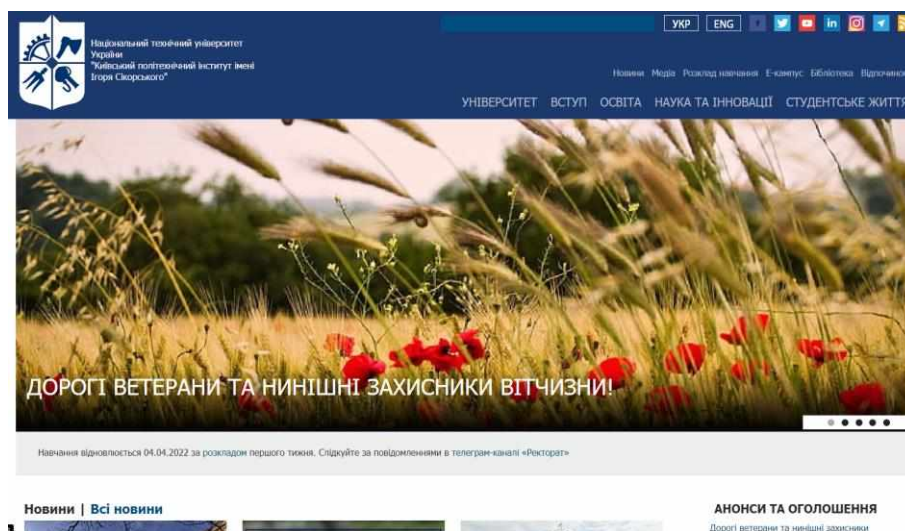 УКР ENG
Національний технічний університет
України
"Київський політехнічний інститут імені
Ігоря Сікорського"
Новини Медіа Розклад навчання Е-кампус Бібліотека Відпочинок
УНІВЕРСИТЕТ ВСТУП ОСВІТА НАУКА ТА ІННОВАЦІЇ СТУДЕНТСЬКЕ ЖИТТЯ
ДОРОГІ ВЕТЕРАНИ ТА НИНІШНІ ЗАХИСНИКИ ВІТЧИЗНИ!
Навчання відновлюється 04.04.2022 за розкладом першого тижня. Слідкуйте за повідомленнями в телеграм-каналі «Ректорат»
Новини | Всі новини
АНОНСИ ТА ОГОЛОШЕННЯ
Дорогі ветерани та нинішні захисники